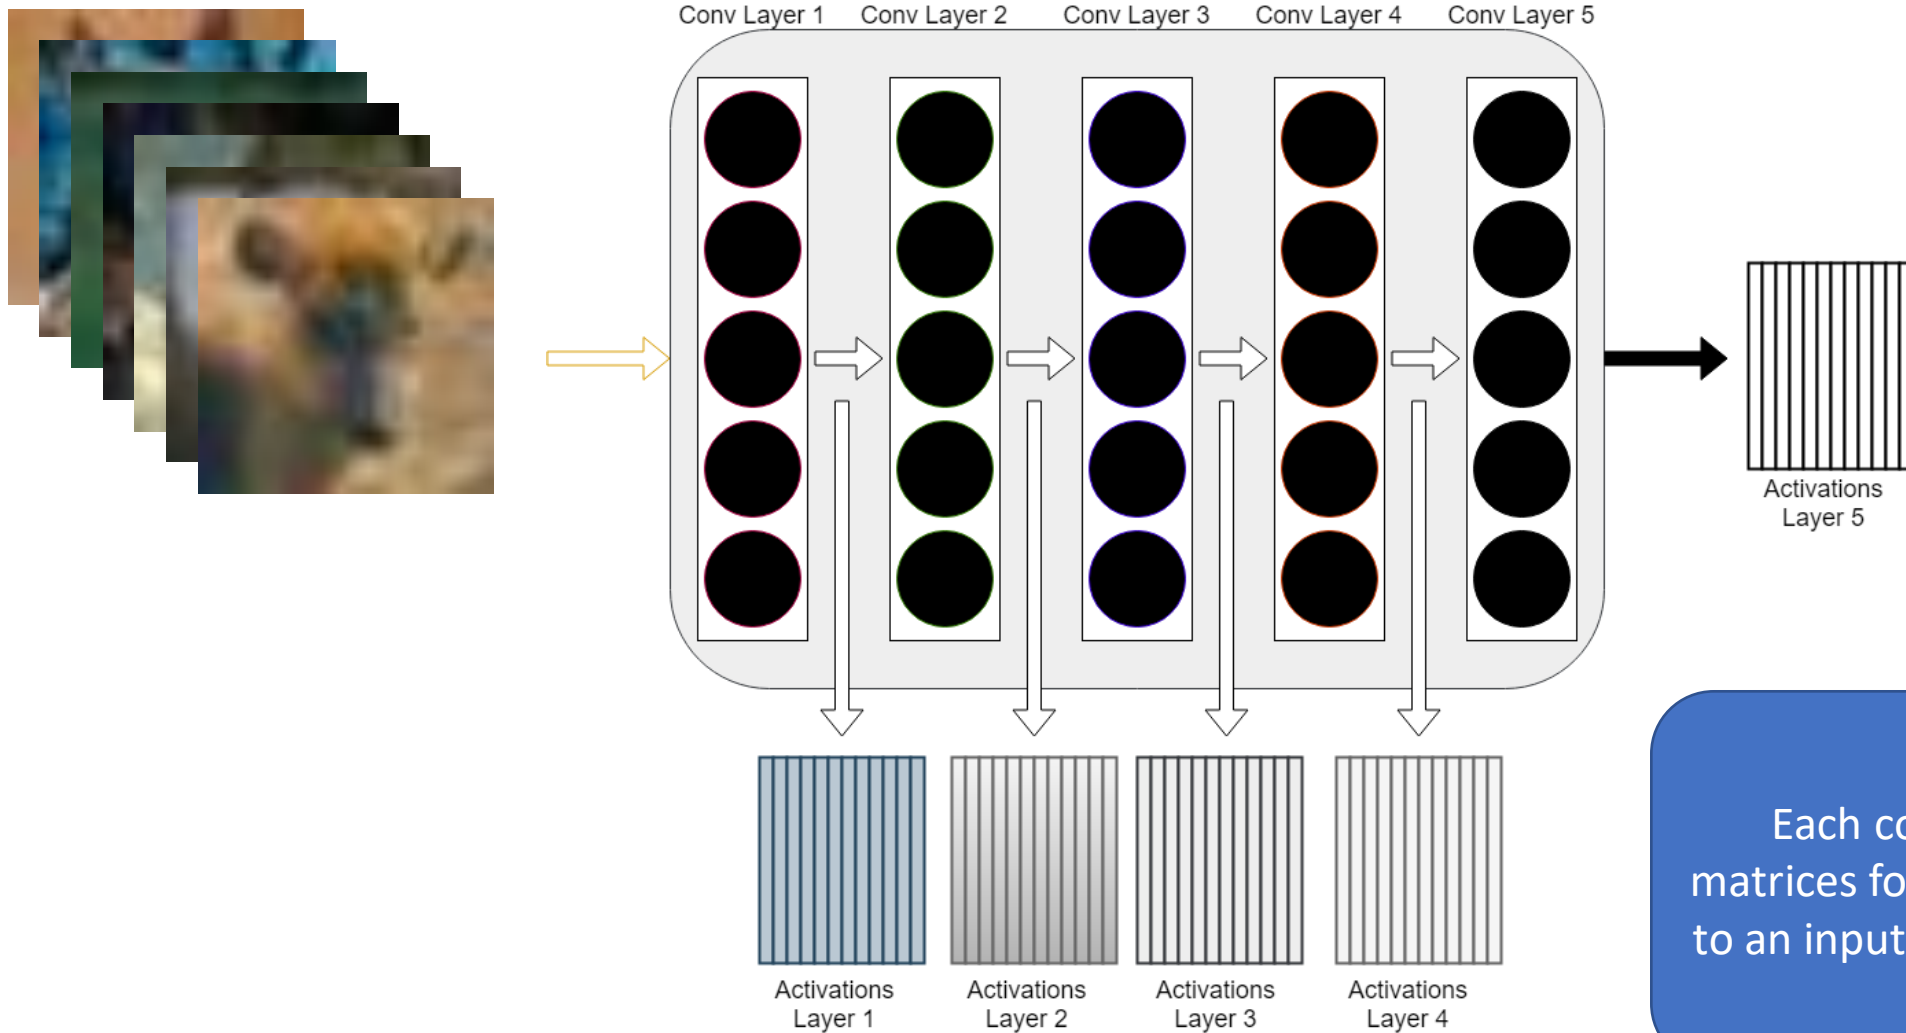 Conv Layer 1
Conv Layer 2
Conv Layer 3
Conv Layer 4
Conv Layer 5
Activations
Layer 5
Activations
Layer 1
Activations
Layer 2
Activations
Layer 3
Activations
Layer 4
Each
matrices
to an input